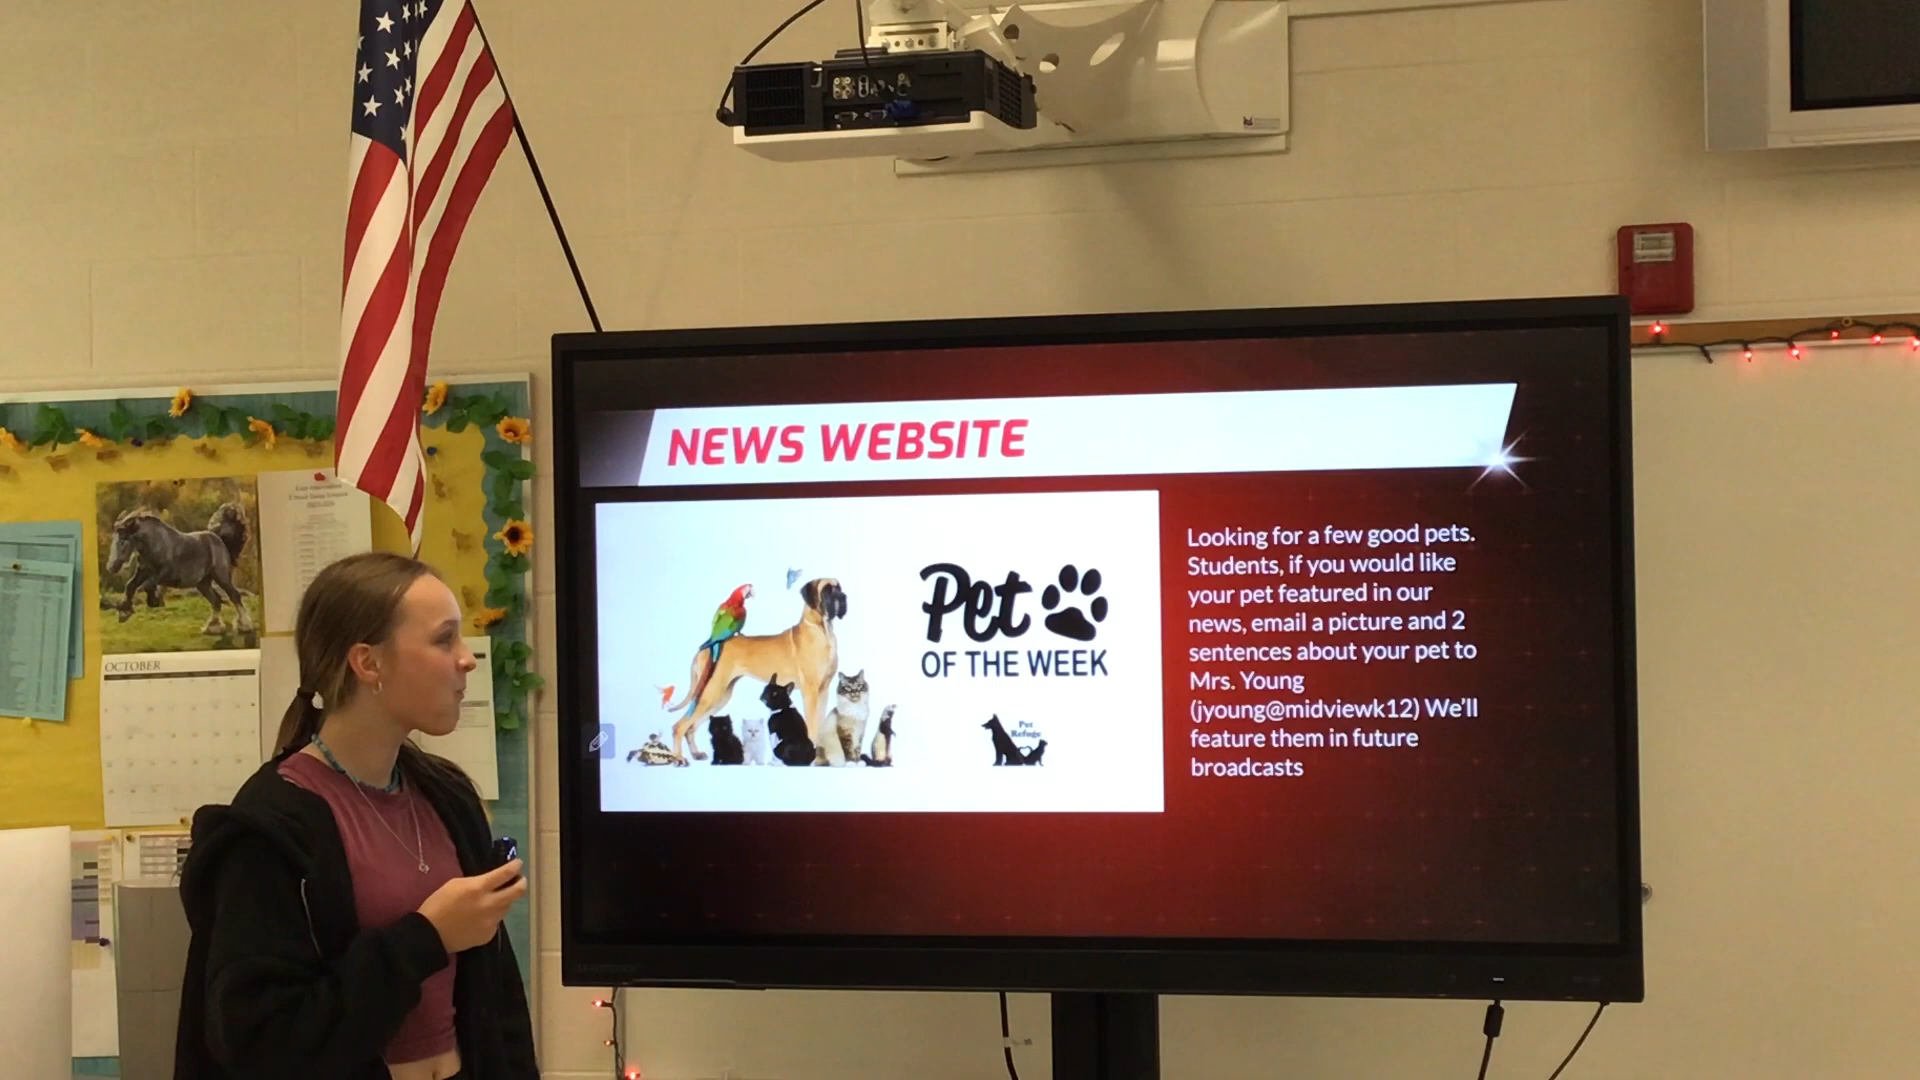 NEWS WEBSITE
Looking for a few good pets.
Students, if you would like
your pet featured in our
news, email a picture and 2
sentences about your pet to
Mrs. Young
(jyoung@midviewk12) We'll
feature them in future
broadcasts
Pet
OF THE WEEK
Pet
Refuge
OCTOBER